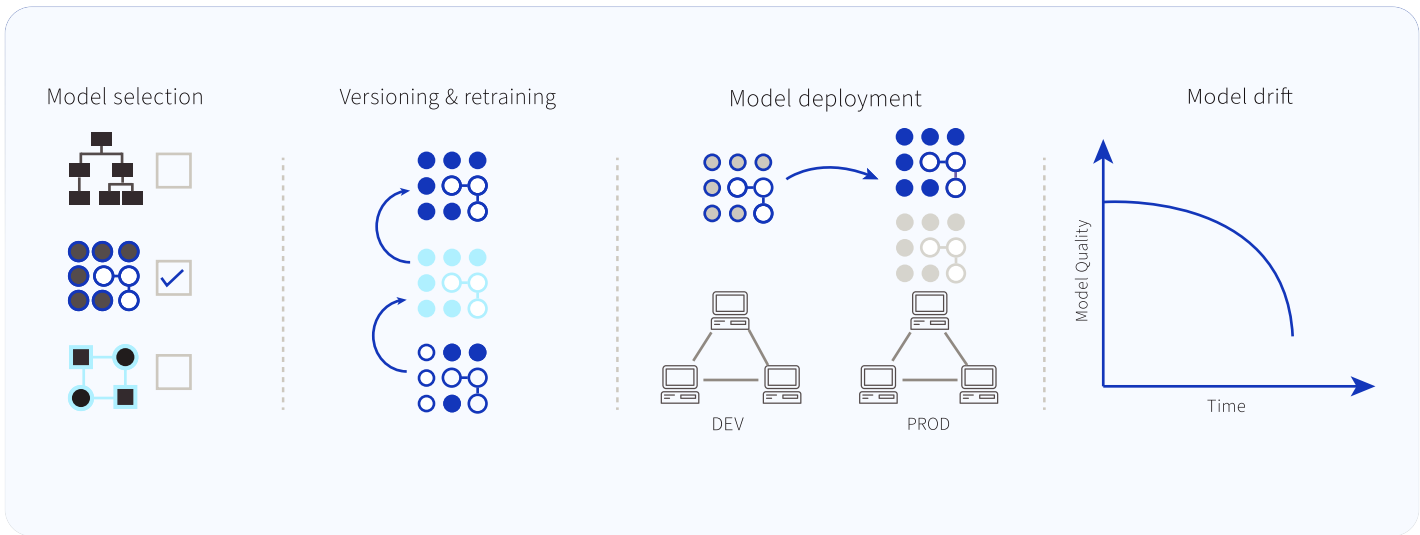 Model selection
Versioning & retraining
Model deployment
Model drift
DEV
PROD
Model Quality
Time